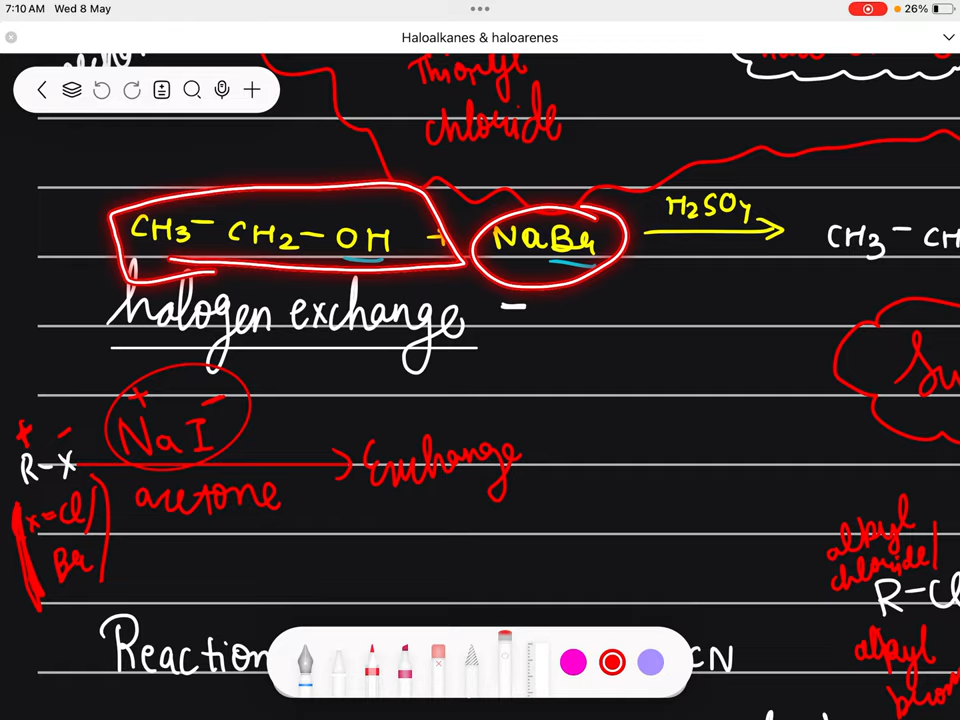 7:10 AM Wed 8 May
26%
Haloalkanes & haloarenes
Thionyl
chloride
CH3 - CH2 - OH + NaBr H2SO4 CH3 - CH
halogen exchange -
+ -
NaI
+ -
R-X Exchange
acetone
(x=Cl/
Br)
alkyl
chloride/
R-Cl
Reaction CN
alkyl